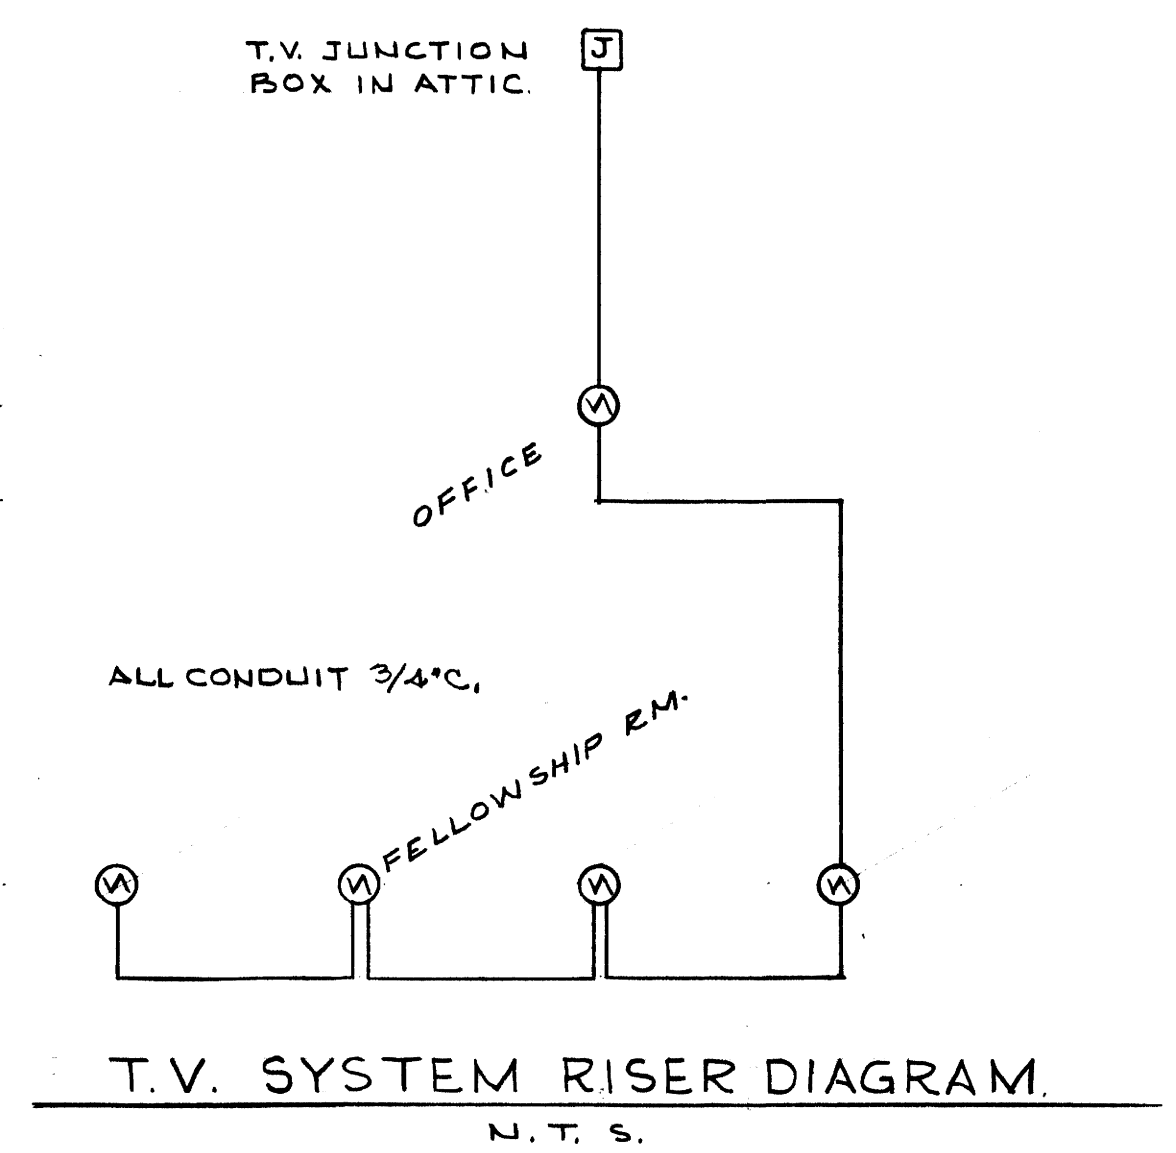 T.V. JUNCTION
BOX IN ATTIC.
J
OFFICE
ALL CONDUIT 3/4"C.
FELLOWSHIP RM.
T.V. SYSTEM RISER DIAGRAM.
N.T.S.